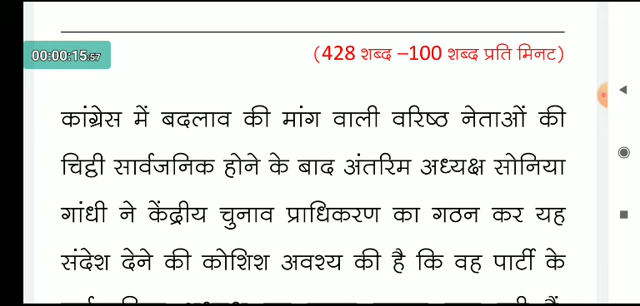 00:00:15.57
(428 शब्द –100 शब्द प्रति मिनट)
कांग्रेस में बदलाव की मांग वाली वरिष्ठ नेताओं की
चिट्ठी सार्वजनिक होने के बाद अंतरिम अध्यक्ष सोनिया
गांधी ने केंद्रीय चुनाव प्राधिकरण का गठन कर यह
संदेश देने की कोशिश अवश्य की है कि वह पार्टी के